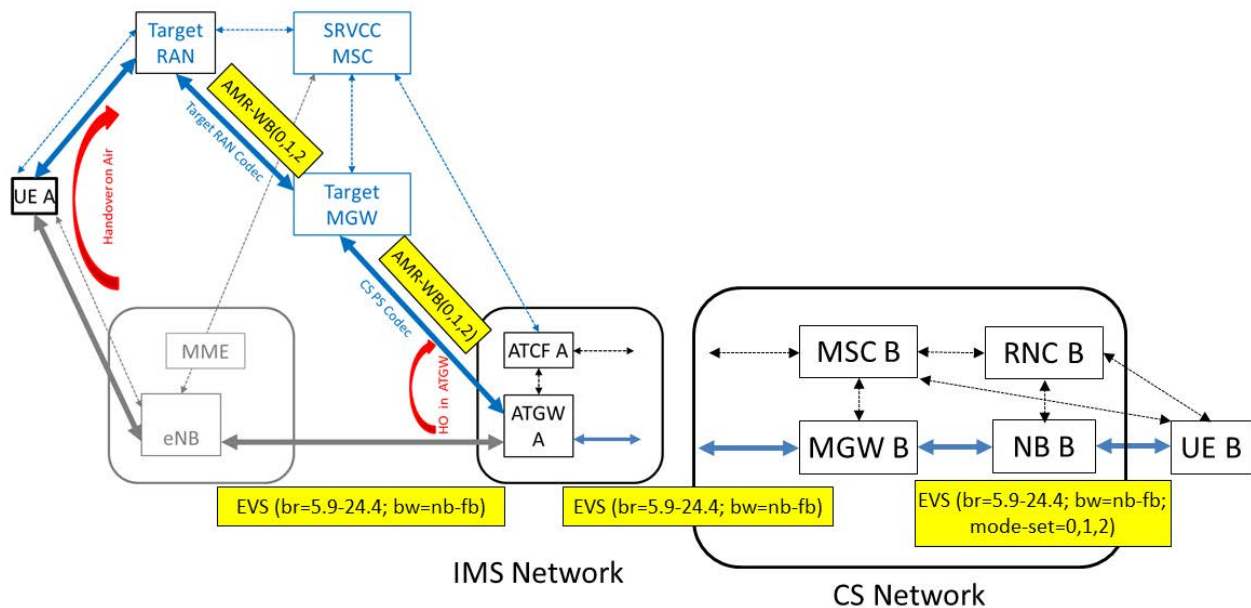 Target
RAN
SRVCC
MSC
AMR-WB(0,1,2
Target RAN Codec
Handover on Air
UE A
Target
MGW
AMR-WB(0,1,2)
CS PS Codec
HO in ATGW
MME
eNB
ATCF A
ATGW
A
MSC B
RNC B
MGW B
NB B
UE B
EVS (br=5.9-24.4; bw=nb-fb)
EVS (br=5.9-24.4; bw=nb-fb)
EVS (br=5.9-24.4; bw=nb-fb;
mode-set=0,1,2)
IMS Network
CS Network